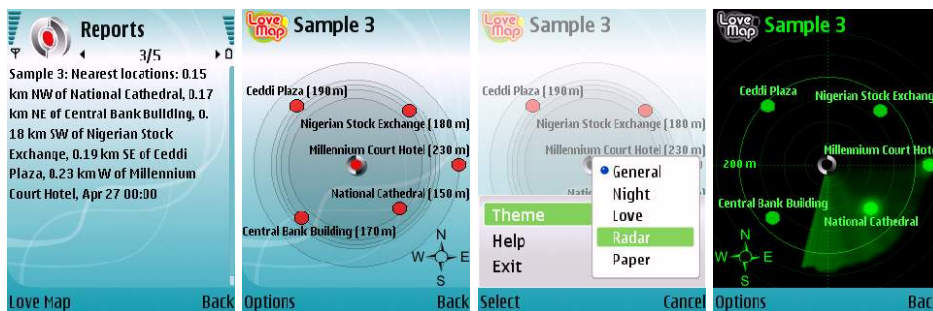 Reports
3/5
Sample 3: Nearest locations: 0.15
km NW of National Cathedral, 0.17
km NE of Central Bank Building, 0.
18 km SW of Nigerian Stock
Exchange, 0.19 km SE of Ceddi
Plaza, 0.23 km W of Millennium
Court Hotel, Apr 27 00:00
Love Map
Back
Love Map
Sample 3
Ceddi Plaza (190 m)
Nigerian Stock Exchange (180 m)
Millennium Court Hotel (230 m)
National Cathedral (150 m)
Central Bank Building (170 m)
N
W
E
S
Options
Back
Love Map
Sample 3
Ceddi Plaza (190 m)
Nigerian Stock Exchange (180 m)
Millennium Court Hotel (230 m)
Natio
General
Night
Love
Radar
Paper
Theme
Help
Exit
Select
Cancel
Love Map
Sample 3
Ceddi Plaza
Nigerian Stock Exchang
Millennium Court Hot
200 m
Central Bank Building
National Cathedral
N
W
E
S
Options
Bac